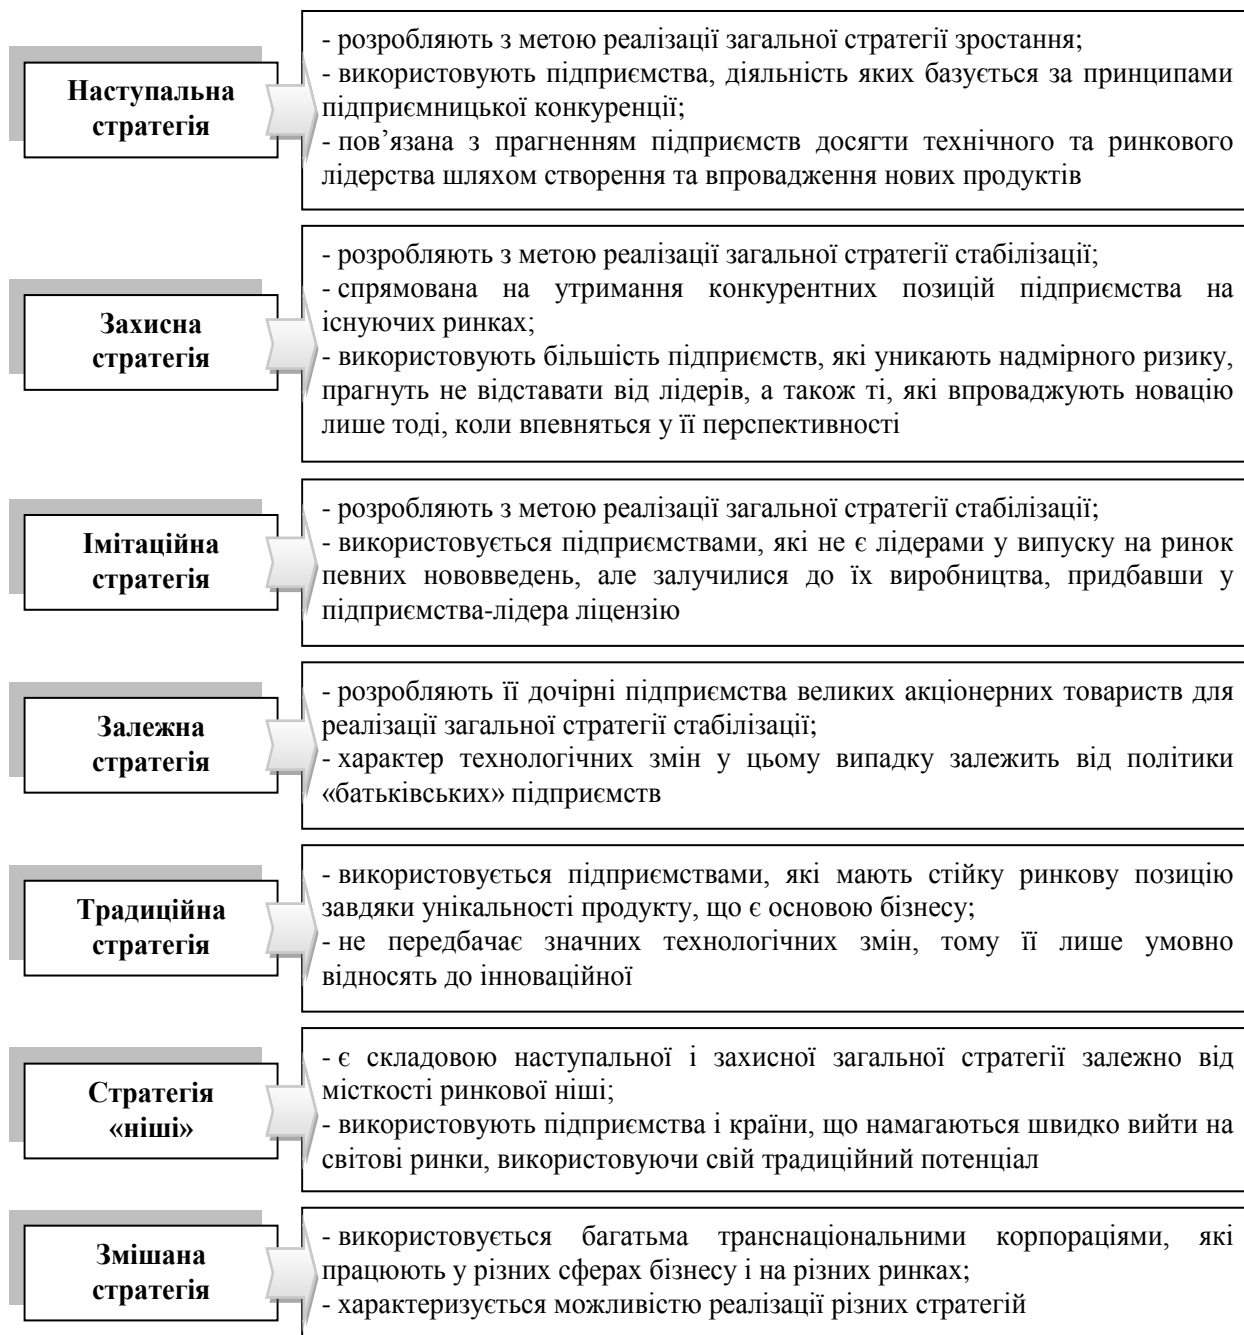 Наступальна
стратегія
- розробляють з метою реалізації загальної стратегії зростання;
- використовують підприємства, діяльність яких базується за принципами
підприємницької конкуренції;
- пов’язана з прагненням підприємств досягти технічного та ринкового
лідерства шляхом створення та впровадження нових продуктів
Захисна
стратегія
- розробляють з метою реалізації загальної стратегії стабілізації;
- спрямована на утримання конкурентних позицій підприємства на
існуючих ринках;
- використовують більшість підприємств, які уникають надмірного ризику,
прагнуть не відставати від лідерів, а також ті, які впроваджують новацію
лише тоді, коли впевняться у її перспективності
Імітаційна
стратегія
- розробляють з метою реалізації загальної стратегії стабілізації;
- використовується підприємствами, які не є лідерами у випуску на ринок
певних нововведень, але залучилися до їх виробництва, придбавши у
підприємства-лідера ліцензію
Залежна
стратегія
- розробляють її дочірні підприємства великих акціонерних товариств для
реалізації загальної стратегії стабілізації;
- характер технологічних змін у цьому випадку залежить від політики
«батьківських» підприємств
Традиційна
стратегія
- використовується підприємствами, які мають стійку ринкову позицію
завдяки унікальності продукту, що є основою бізнесу;
- не передбачає значних технологічних змін, тому її лише умовно
відносять до інноваційної
Стратегія
«ніші»
- є складовою наступальної і захисної загальної стратегії залежно від
місткості ринкової ніші;
- використовують підприємства і країни, що намагаються швидко вийти на
світові ринки, використовуючи свій традиційний потенціал
Змішана
стратегія
- використовується багатьма транснаціональними корпораціями, які
працюють у різних сферах бізнесу і на різних ринках;
- характеризується можливістю реалізації різних стратегій